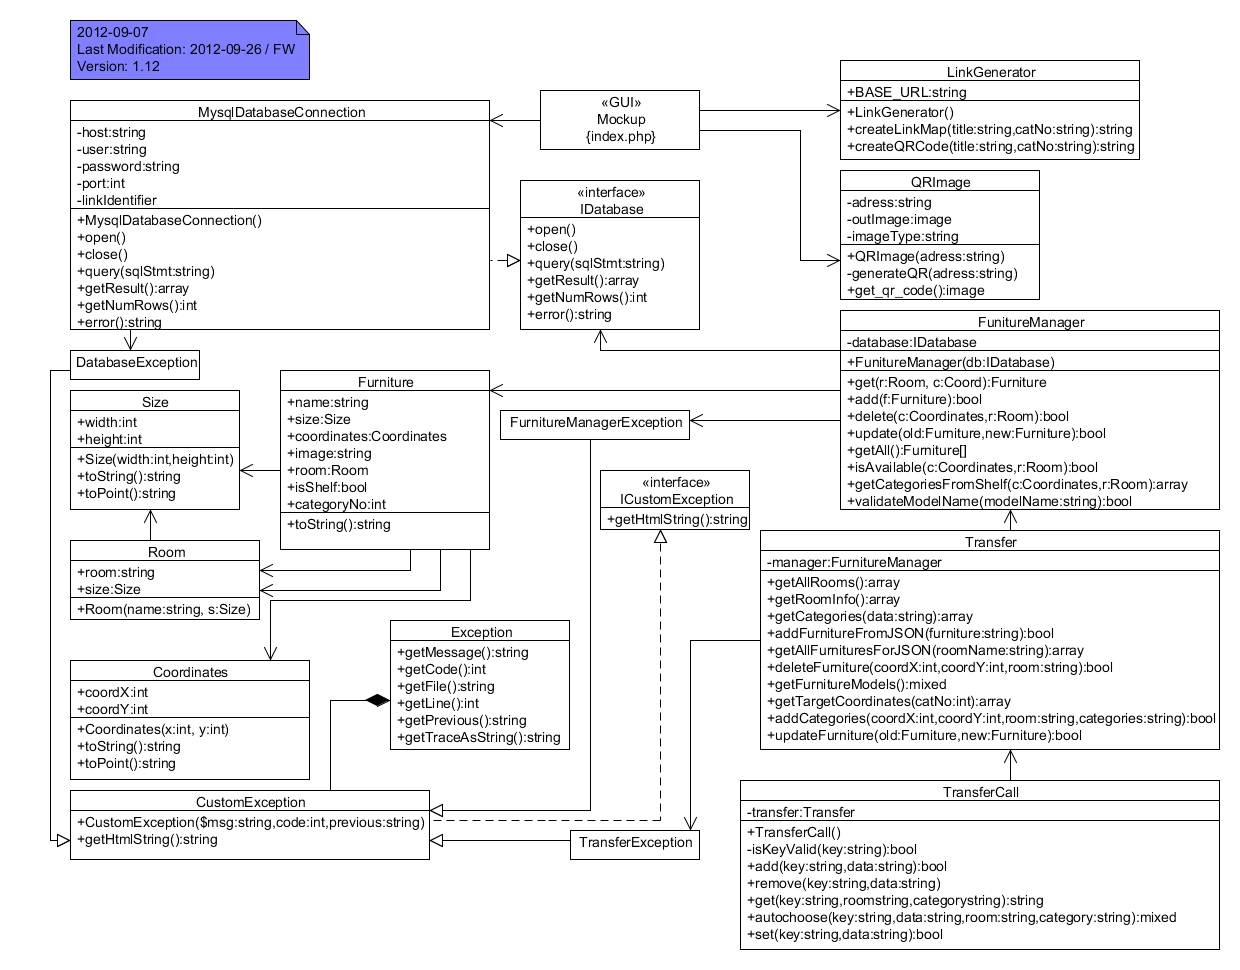 2012-09-07
Last Modification: 2012-09-26 / FW
Version: 1.12
MysqlDatabaseConnection
-host:string
-user:string
-password:string
-port:int
-linkIdentifier
+MysqlDatabaseConnection()
+open()
+close()
+query(sqlStmt:string)
+getResult():array
+getNumRows():int
+error():string
«GUI»
Mockup
{index.php}
LinkGenerator
+BASE_URL:string
+LinkGenerator()
+createLinkMap(title:string,catNo:string):string
+createQRCode(title:string,catNo:string):string
«interface»
IDatabase
+open()
+close()
+query(sqlStmt:string)
+getResult():array
+getNumRows():int
+error():string
QRImage
-adress:string
-outImage:image
-imageType:string
+QRImage(adress:string)
-generateQR(adress:string)
+get_qr_code():image
FunitureManager
-database:IDatabase
+FunitureManager(db:IDatabase)
+get(r:Room, c:Coord):Furniture
+add(f:Furniture):bool
+delete(c:Coordinates,r:Room):bool
+update(old:Furniture,new:Furniture):bool
+getAll():Furniture[]
+isAvailable(c:Coordinates,r:Room):bool
+getCategoriesFromShelf(c:Coordinates,r:Room):array
+validateModelName(modelName:string):bool
DatabaseException
Size
+width:int
+height:int
+Size(width:int,height:int)
+toString():string
+toPoint():string
Furniture
+name:string
+size:Size
+coordinates:Coordinates
+image:string
+room:Room
+isShelf:bool
+categoryNo:int
+toString():string
FurnitureManagerException
«interface»
ICustomException
+getHtmlString():string
Room
+room:string
+size:Size
+Room(name:string, s:Size)
Transfer
-manager:FurnitureManager
+getAllRooms():array
+getRoomInfo():array
+getCategories(data:string):array
+addFurnitureFromJSON(furniture:string):bool
+getAllFurnituresForJSON(roomName:string):array
+deleteFurniture(coordX:int,coordY:int,room:string):bool
+getFurnitureModels():mixed
+getTargetCoordinates(catNo:int):array
+addCategories(coordX:int,coordY:int,room:string,categories:string):bool
+updateFurniture(old:Furniture,new:Furniture):bool
Exception
+getMessage():string
+getCode():int
+getFile():string
+getLine():int
+getPrevious():string
+getTraceAsString():string
Coordinates
+coordX:int
+coordY:int
+Coordinates(x:int, y:int)
+toString():string
+toPoint():string
CustomException
+CustomException($msg:string,code:int,previous:string)
+getHtmlString():string
TransferException
TransferCall
-transfer:Transfer
+TransferCall()
-isKeyValid(key:string):bool
+add(key:string,data:string):bool
+remove(key:string,data:string)
+get(key:string,roomstring,categorystring):string
+autochoose(key:string,data:string,room:string,category:string):mixed
+set(key:string,data:string):bool